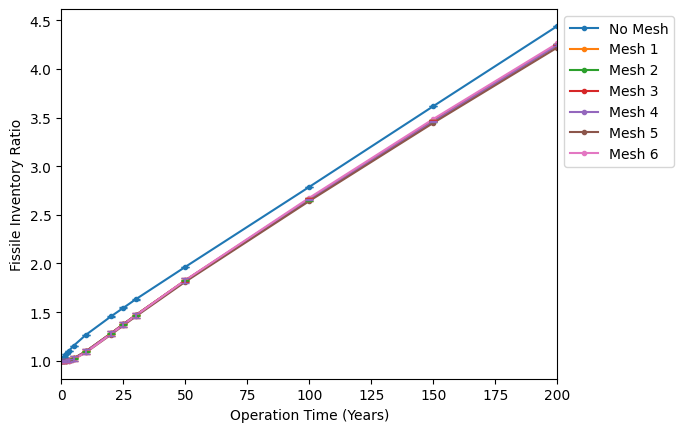 4.5
4.0
3.5
3.0
2.5
2.0
1.5
1.0
Fissile Inventory Ratio
0 25 50 75 100 125 150 175 200
Operation Time (Years)
No Mesh
Mesh 1
Mesh 2
Mesh 3
Mesh 4
Mesh 5
Mesh 6